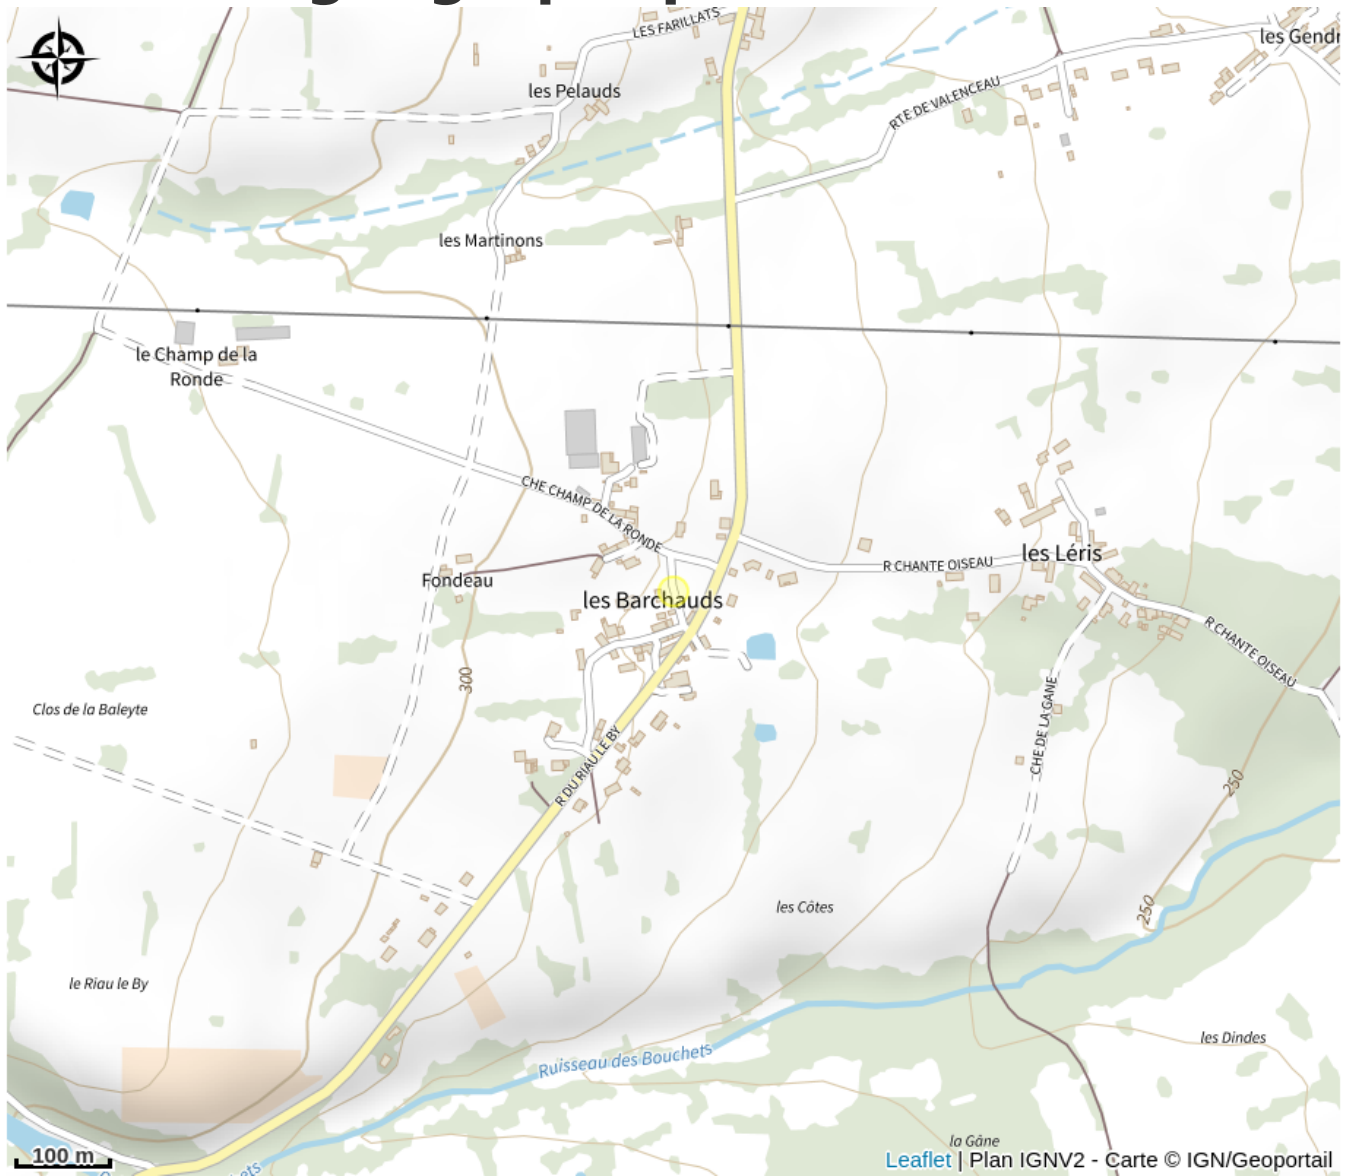 LES FARILLATS
les Gendr
les Pelauds
RTE DE VALENCEAU
les Martinons
le Champ de la
Ronde
CHE CHAMP DE LA RONDE
R CHANTE OISEAU
les Léris
Fondeau
les Barchauds
R CHANTE OISEAU
300
CHE DE LA GANE
Clos de la Baleyte
R DU RIAU LE BY
250
les Côtes
250
le Riau le By
les Dindes
Ruisseau des Bouchets
la Gâne
100 m
chets
Leaflet | Plan IGNV2 - Carte © IGN/Geoportail